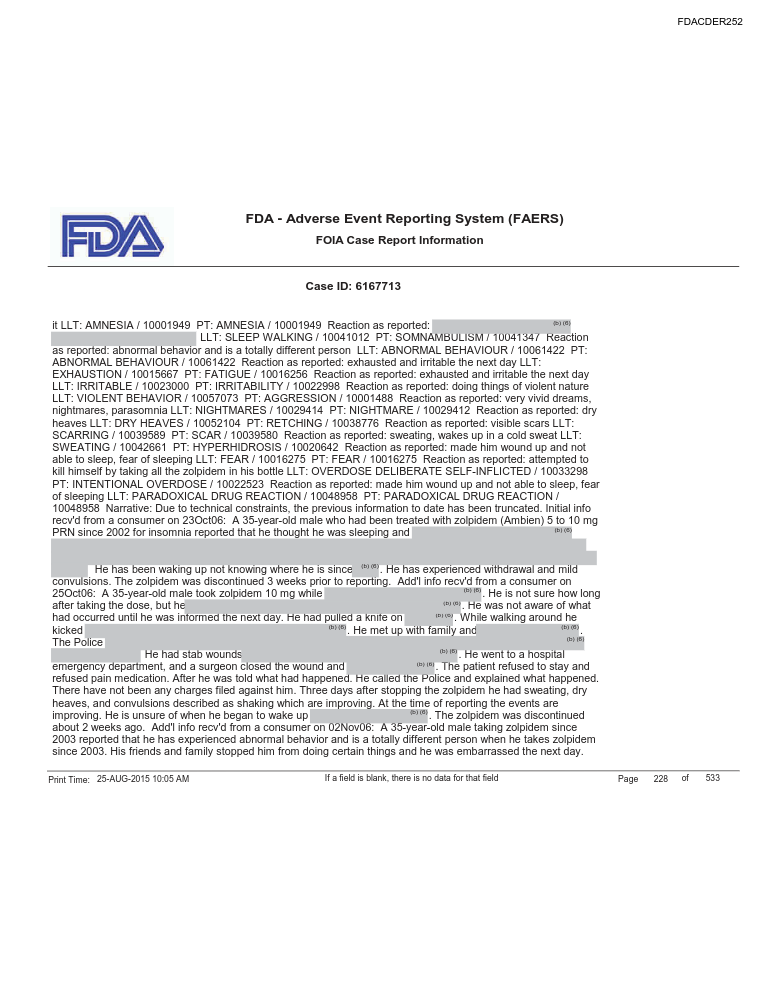 FDACDER252
FDA
FDA - Adverse Event Reporting System (FAERS)
FOIA Case Report Information
Case ID: 6167713
it LLT: AMNESIA / 10001949  PT: AMNESIA / 10001949  Reaction as reported: (b) (6)
LLT: SLEEP WALKING / 10041012  PT: SOMNAMBULISM / 10041347  Reaction
as reported: abnormal behavior and is a totally different person  LLT: ABNORMAL BEHAVIOUR / 10061422  PT:
ABNORMAL BEHAVIOUR / 10061422  Reaction as reported: exhausted and irritable the next day LLT:
EXHAUSTION / 10015667  PT: FATIGUE / 10016256  Reaction as reported: exhausted and irritable the next day
LLT: IRRITABLE / 10023000  PT: IRRITABILITY / 10022998  Reaction as reported: doing things of violent nature
LLT: VIOLENT BEHAVIOR / 10057073  PT: AGGRESSION / 10001488  Reaction as reported: very vivid dreams,
nightmares, parasomnia LLT: NIGHTMARES / 10029414  PT: NIGHTMARE / 10029412  Reaction as reported: dry
heaves LLT: DRY HEAVES / 10052104  PT: RETCHING / 10038776  Reaction as reported: visible scars LLT:
SCARRING / 10039589  PT: SCAR / 10039580  Reaction as reported: sweating, wakes up in a cold sweat LLT:
SWEATING / 10042661  PT: HYPERHIDROSIS / 10020642  Reaction as reported: made him wound up and not
able to sleep, fear of sleeping LLT: FEAR / 10016275  PT: FEAR / 10016275  Reaction as reported: attempted to
kill himself by taking all the zolpidem in his bottle LLT: OVERDOSE DELIBERATE SELF-INFLICTED / 10033298
PT: INTENTIONAL OVERDOSE / 10022523  Reaction as reported: made him wound up and not able to sleep, fear
of sleeping LLT: PARADOXICAL DRUG REACTION / 10048958  PT: PARADOXICAL DRUG REACTION /
10048958  Narrative: Due to technical constraints, the previous information to date has been truncated. Initial info
recv'd from a consumer on 23Oct06:  A 35-year-old male who had been treated with zolpidem (Ambien) 5 to 10 mg
PRN since 2002 for insomnia reported that he thought he was sleeping and (b) (6)
He has been waking up not knowing where he is since (b) (6). He has experienced withdrawal and mild
convulsions. The zolpidem was discontinued 3 weeks prior to reporting.  Add'l info recv'd from a consumer on
25Oct06:  A 35-year-old male took zolpidem 10 mg while (b) (6). He is not sure how long
after taking the dose, but he (b) (6). He was not aware of what
had occurred until he was informed the next day. He had pulled a knife on (b) (6). While walking around he
kicked (b) (6). He met up with family and (b) (6).
The Police (b) (6)
He had stab wounds (b) (6). He went to a hospital
emergency department, and a surgeon closed the wound and (b) (6). The patient refused to stay and
refused pain medication. After he was told what had happened. He called the Police and explained what happened.
There have not been any charges filed against him. Three days after stopping the zolpidem he had sweating, dry
heaves, and convulsions described as shaking which are improving. At the time of reporting the events are
improving. He is unsure of when he began to wake up (b) (6). The zolpidem was discontinued
about 2 weeks ago.  Add'l info recv'd from a consumer on 02Nov06:  A 35-year-old male taking zolpidem since
2003 reported that he has experienced abnormal behavior and is a totally different person when he takes zolpidem
since 2003. His friends and family stopped him from doing certain things and he was embarrassed the next day.
Print Time: 25-AUG-2015 10:05 AM If a field is blank, there is no data for that field Page 228 of 533